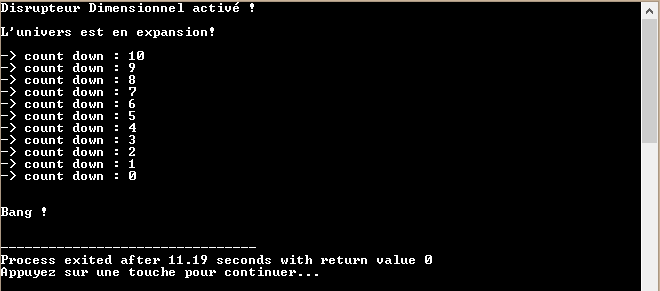 Disrupteur Dimensionnel activé !
L'univers est en expansion!
-> count down : 10
-> count down : 9
-> count down : 8
-> count down : 7
-> count down : 6
-> count down : 5
-> count down : 4
-> count down : 3
-> count down : 2
-> count down : 1
-> count down : 0
Bang !
--------------------------------
Process exited after 11.19 seconds with return value 0
Appuyez sur une touche pour continuer...